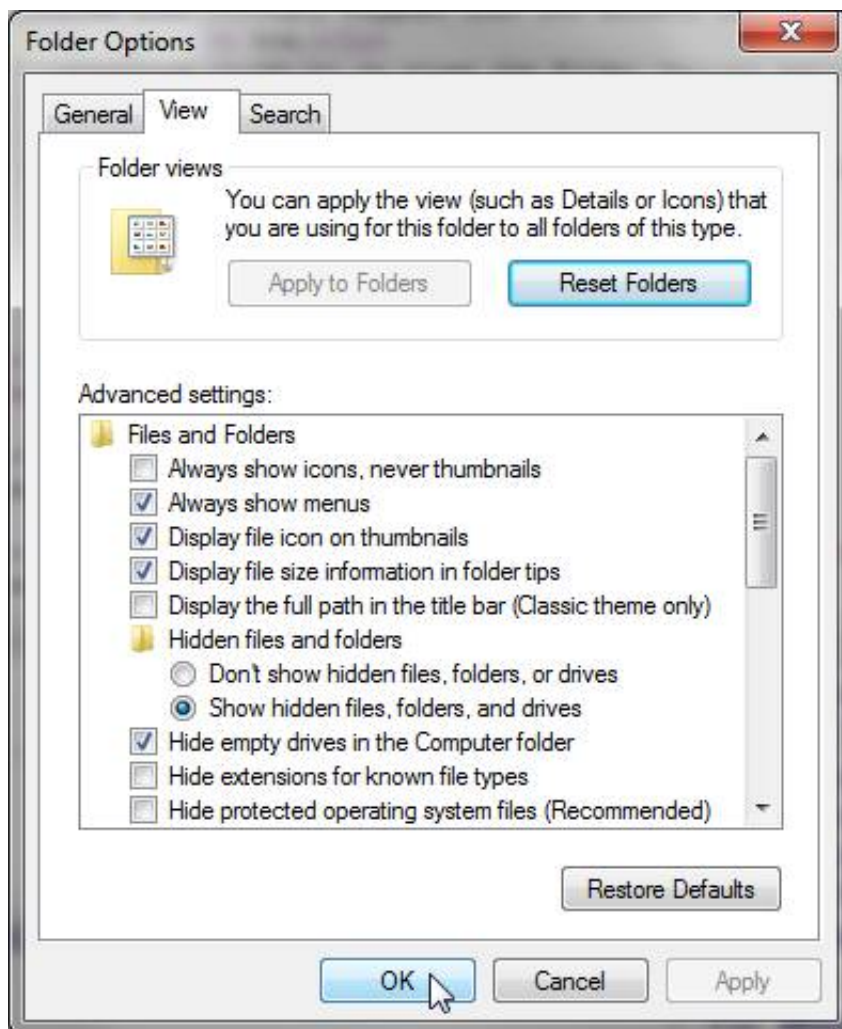 Folder Options
General View Search
Folder views
You can apply the view (such as Details or Icons) that
you are using for this folder to all folders of this type.
Apply to Folders Reset Folders
Advanced settings:
Files and Folders
Always show icons, never thumbnails
Always show menus
Display file icon on thumbnails
Display file size information in folder tips
Display the full path in the title bar (Classic theme only)
Hidden files and folders
Don't show hidden files, folders, or drives
Show hidden files, folders, and drives
Hide empty drives in the Computer folder
Hide extensions for known file types
Hide protected operating system files (Recommended)
Restore Defaults
OK Cancel Apply